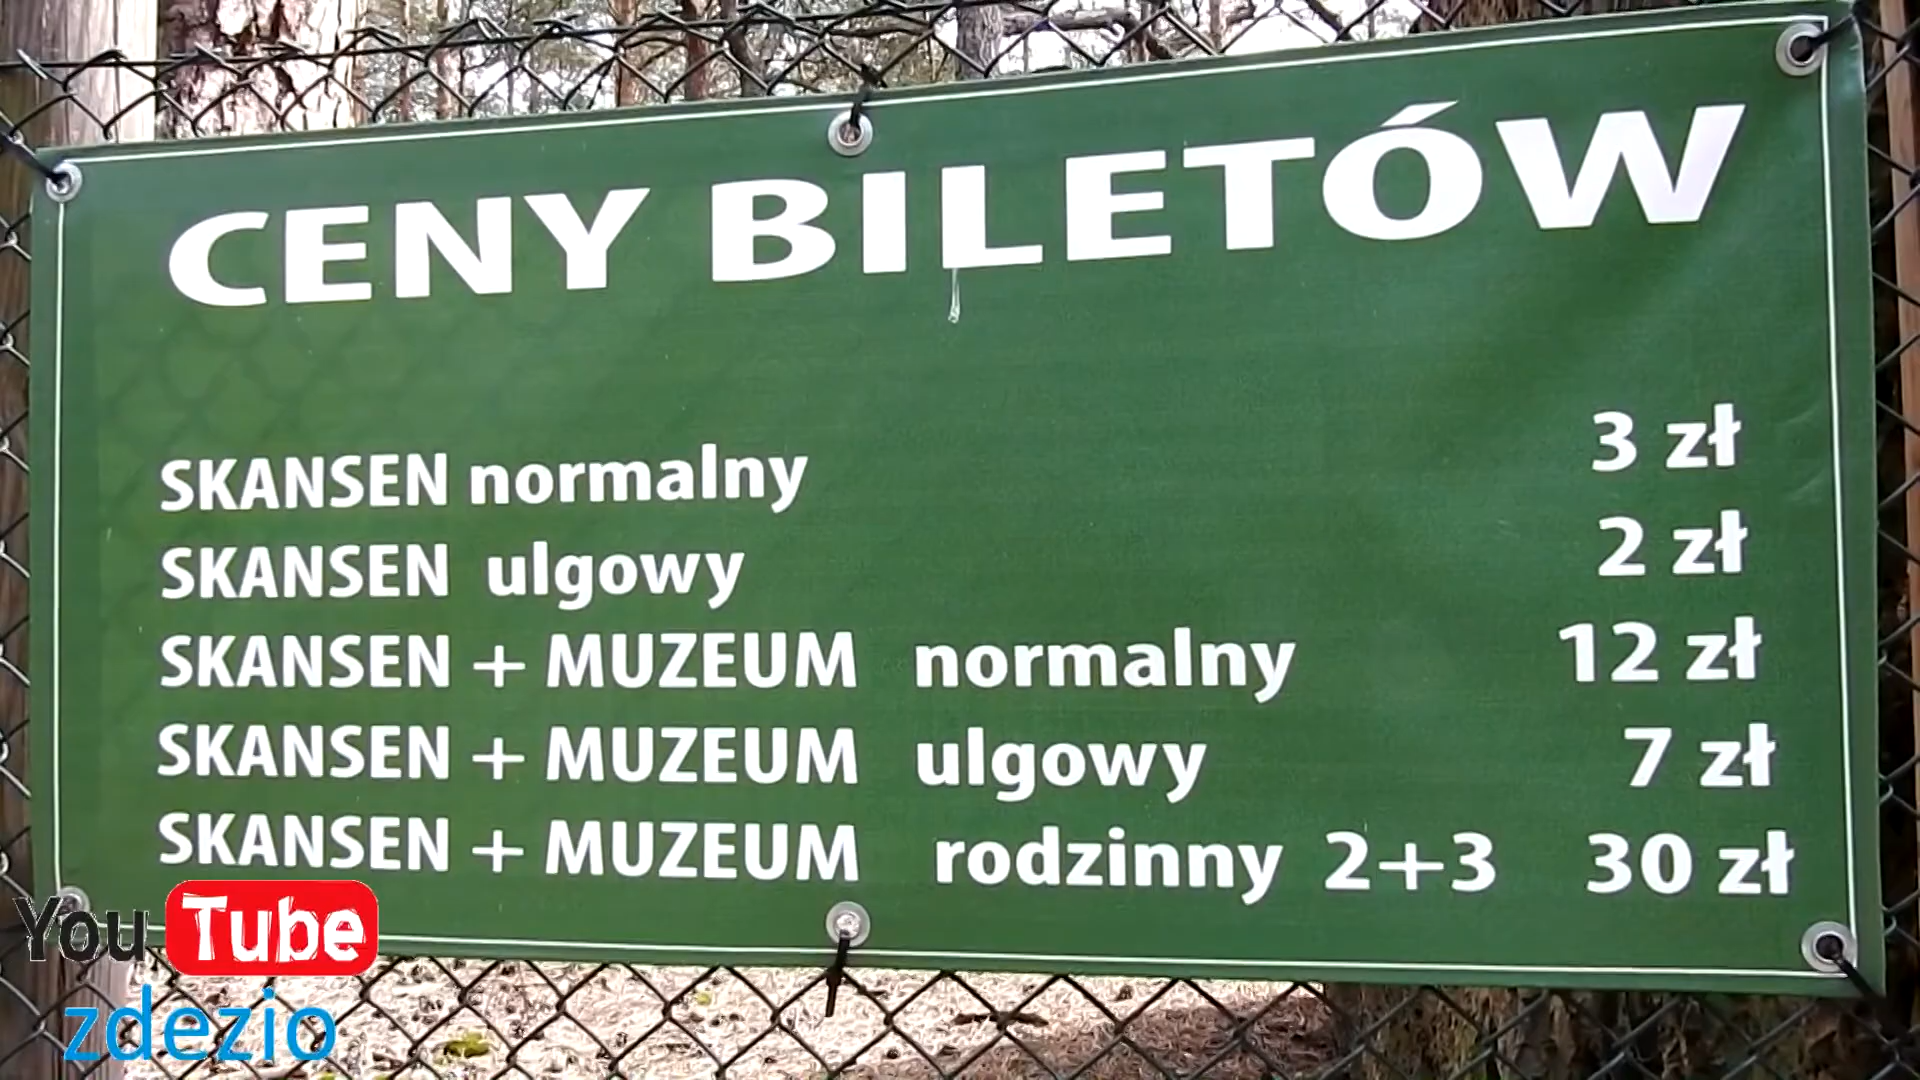 CENY BILETÓW
SKANSEN normalny 3 zł
SKANSEN ulgowy 2 zł
SKANSEN + MUZEUM normalny 12 zł
SKANSEN + MUZEUM ulgowy 7 zł
SKANSEN + MUZEUM rodzinny 2+3 30 zł
YouTube
zdezio